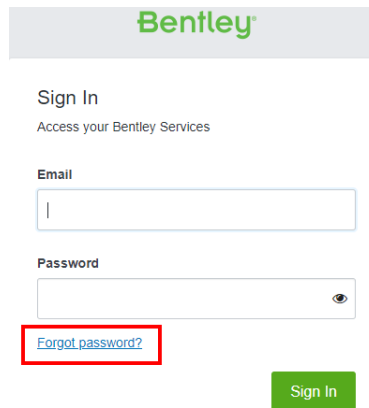 Bentley
Sign In
Access your Bentley Services
Email
Password
Forgot password?
Sign In